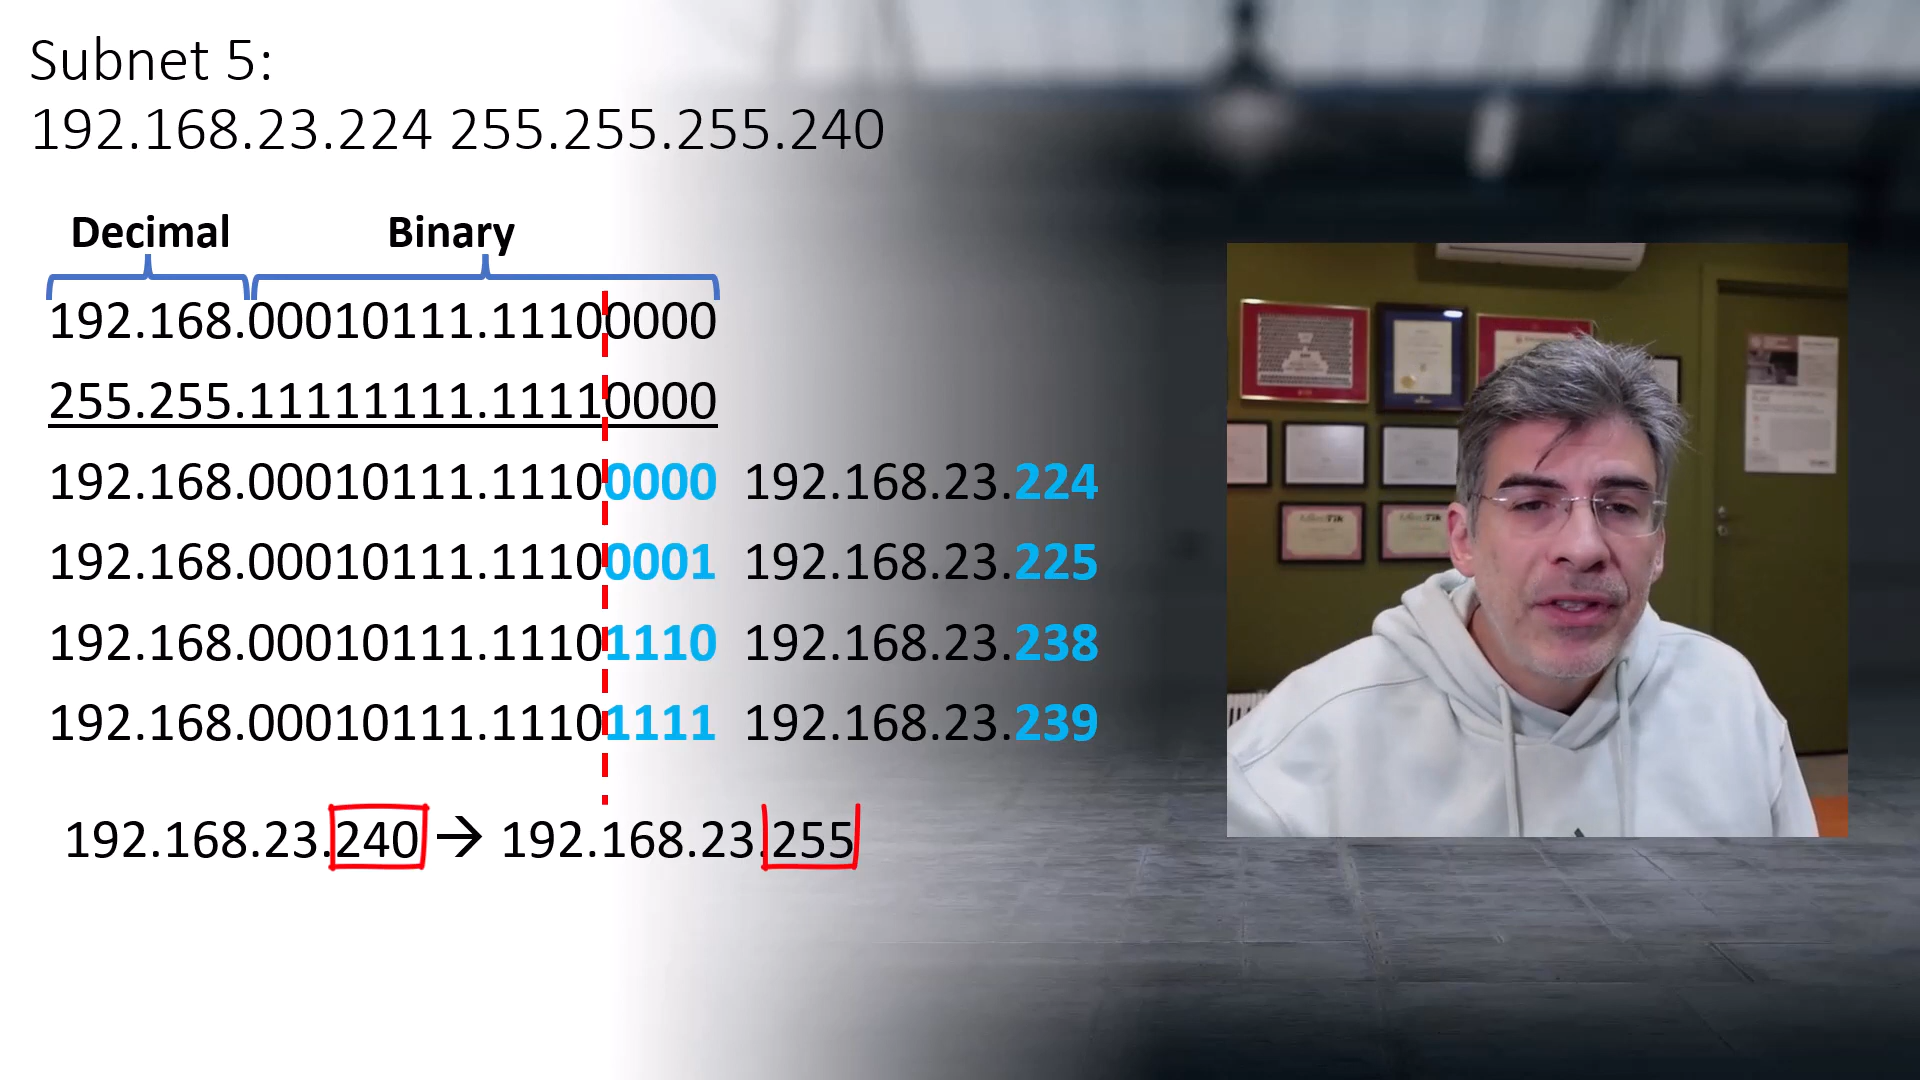 Subnet 5:
192.168.23.224 255.255.255.240
Decimal Binary
192.168.00010111.11100000
255.255.11111111.11110000
192.168.00010111.11100000 192.168.23.224
192.168.00010111.11100001 192.168.23.225
192.168.00010111.11101110 192.168.23.238
192.168.00010111.11101111 192.168.23.239
192.168.23.240 → 192.168.23.255